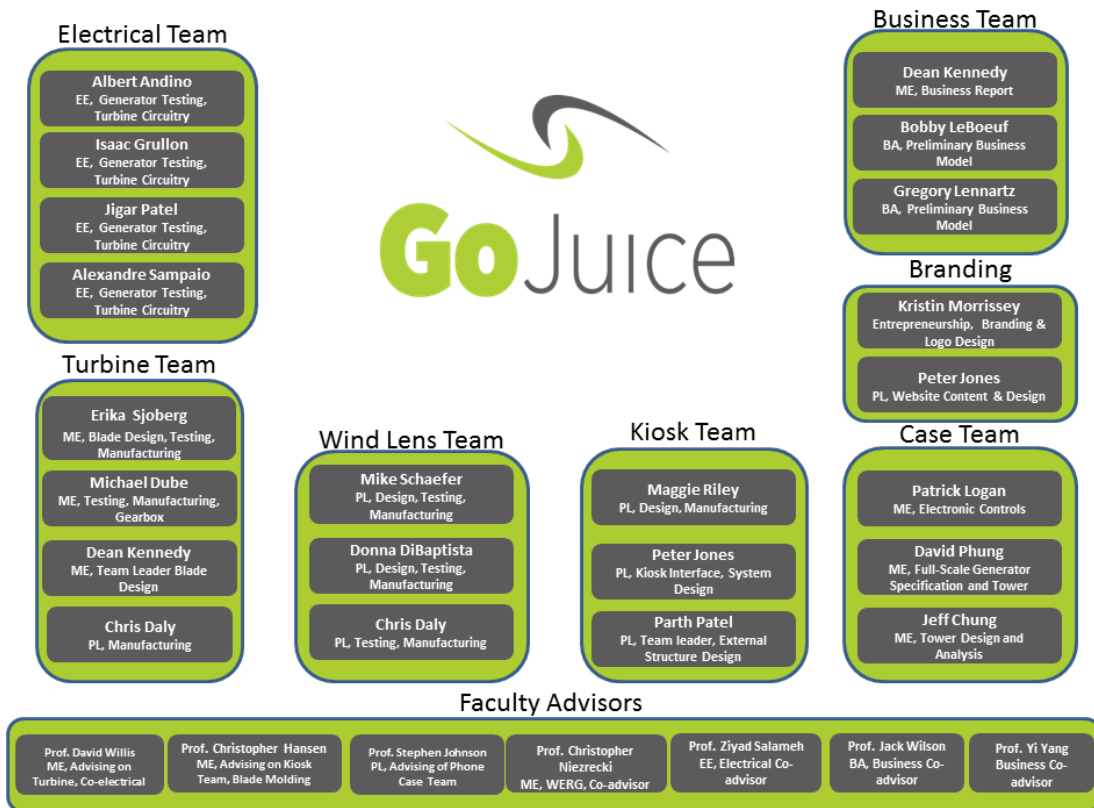 Electrical Team
Albert Andino
EE, Generator Testing,
Turbine Circuitry
Isaac Grullon
EE, Generator Testing,
Turbine Circuitry
Jigar Patel
EE, Generator Testing,
Turbine Circuitry
Alexandre Sampaio
EE, Generator Testing,
Turbine Circuitry
GoJuice
Business Team
Dean Kennedy
ME, Business Report
Bobby LeBoeuf
BA, Preliminary Business
Model
Gregory Lennartz
BA, Preliminary Business
Model
Branding
Kristin Morrissey
Entrepreneurship, Branding &
Logo Design
Peter Jones
PL, Website Content & Design
Turbine Team
Erika Sjoberg
ME, Blade Design, Testing,
Manufacturing
Michael Dube
ME, Testing, Manufacturing,
Gearbox
Dean Kennedy
ME, Team Leader Blade
Design
Chris Daly
PL, Manufacturing
Wind Lens Team
Mike Schaefer
PL, Design, Testing,
Manufacturing
Donna DiBaptista
PL, Design, Testing,
Manufacturing
Chris Daly
PL, Testing, Manufacturing
Kiosk Team
Maggie Riley
PL, Design, Manufacturing
Peter Jones
PL, Kiosk Interface, System
Design
Parth Patel
PL, Team leader, External
Structure Design
Case Team
Patrick Logan
ME, Electronic Controls
David Phung
ME, Full-Scale Generator
Specification and Tower
Jeff Chung
ME, Tower Design and
Analysis
Faculty Advisors
Prof. David Willis
ME, Advising on
Turbine, Co-electrical
Prof. Christopher Hansen
ME, Advising on Kiosk
Team, Blade Molding
Prof. Stephen Johnson
PL, Advising of Phone
Case Team
Prof. Christopher
Niezrecki
ME, WERG, Co-advisor
Prof. Ziyad Salameh
EE, Electrical Co-
advisor
Prof. Jack Wilson
BA, Business Co-
advisor
Prof. Yi Yang
Business Co-
advisor